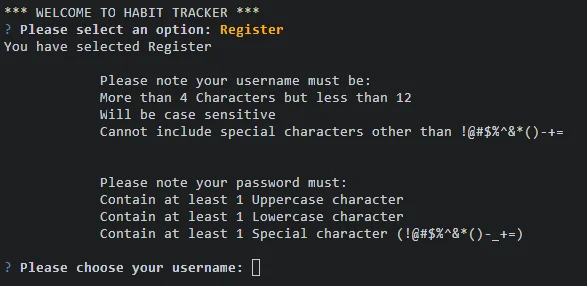 *** WELCOME TO HABIT TRACKER ***
? Please select an option: Register
You have selected Register
Please note your username must be:
More than 4 Characters but less than 12
Will be case sensitive
Cannot include special characters other than !@#$%^&*()-+=
Please note your password must:
Contain at least 1 Uppercase character
Contain at least 1 Lowercase character
Contain at least 1 Special character (!@#$%^&*()-_+=)
? Please choose your username: